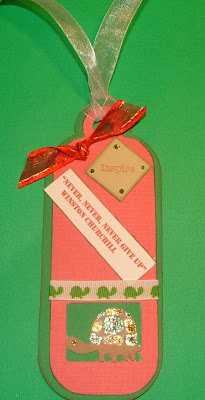 Inspire
"NEVER, NEVER, NEVER GIVE UP"
WINSTON CHURCHILL